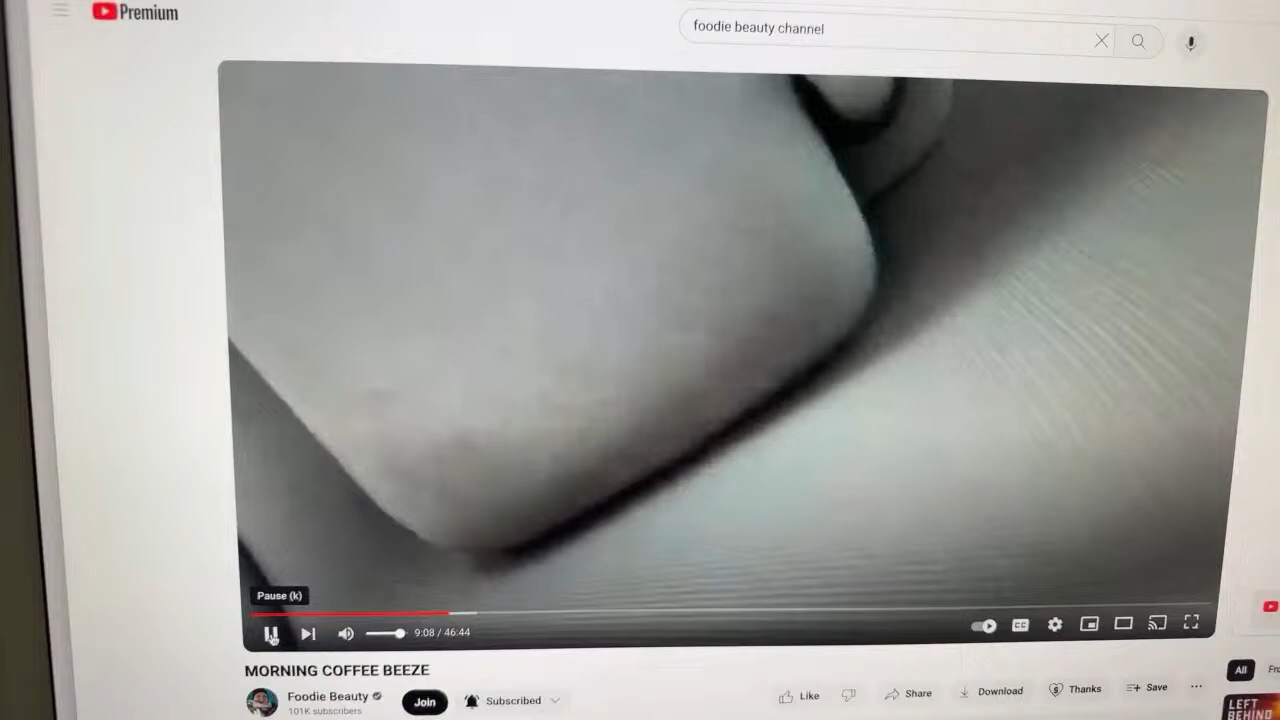 Premium
foodie beauty channel
Pause (k)
9:08 / 46:44
CC
MORNING COFFEE BEEZE
Foodie Beauty
101K subscribers
Join
Subscribed
Like
Share
Download
Thanks
Save
All
LEFT
BEHIND